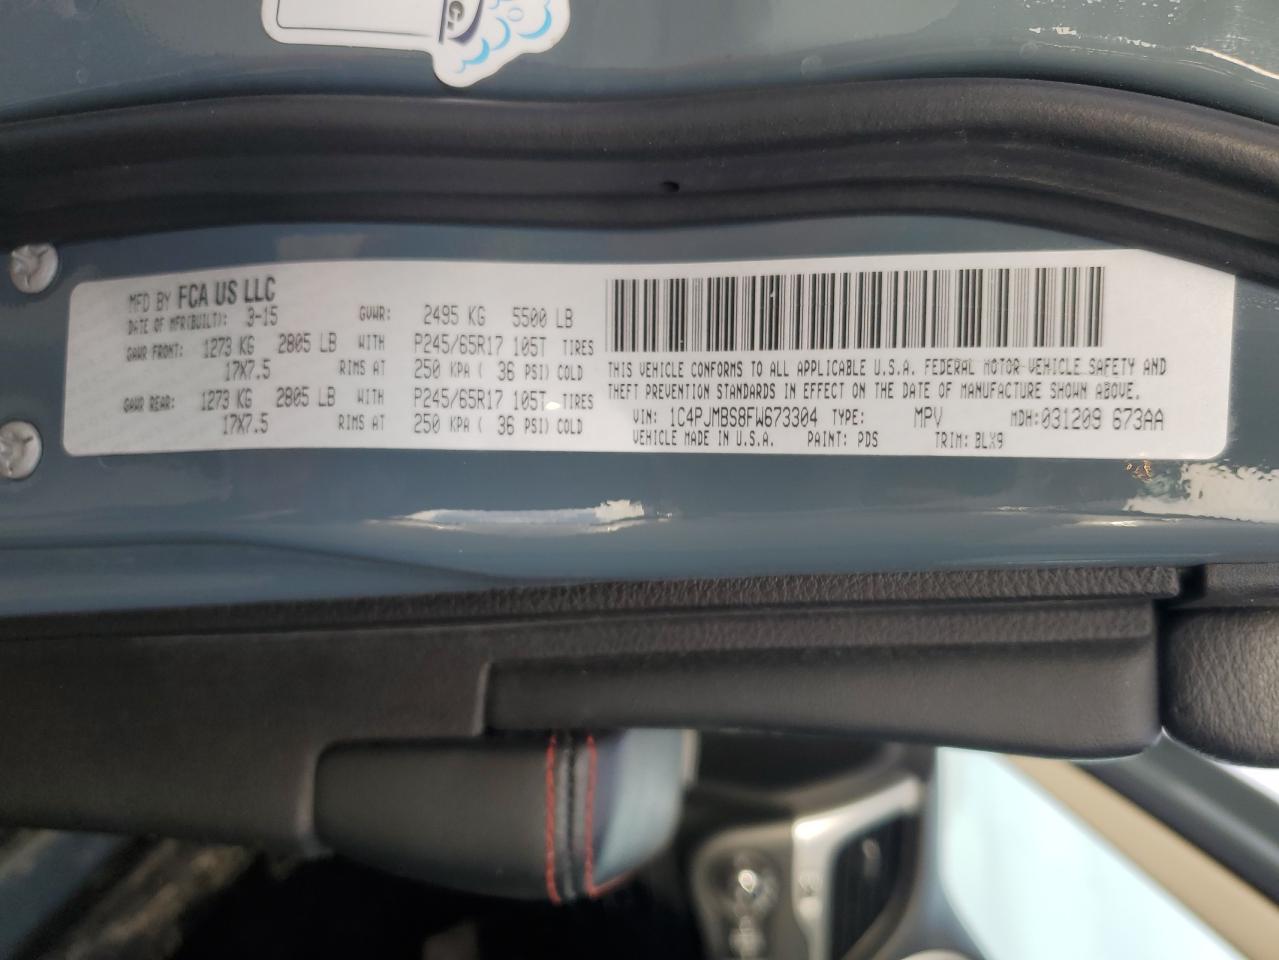 c.
MFD BY FCA US LLC
DATE OF MFR(BUILT): 3-15 GVWR: 2495 KG 5500 LB
GAWR FRONT: 1273 KG 2805 LB WITH P245/65R17 105T TIRES
17X7.5 RIMS AT 250 KPA ( 36 PSI) COLD
GAWR REAR: 1273 KG 2805 LB WITH P245/65R17 105T TIRES
17X7.5 RIMS AT 250 KPA ( 36 PSI) COLD
THIS VEHICLE CONFORMS TO ALL APPLICABLE U.S.A. FEDERAL MOTOR VEHICLE SAFETY AND
THEFT PREVENTION STANDARDS IN EFFECT ON THE DATE OF MANUFACTURE SHOWN ABOVE.
VIN: 1C4PJMBS8FW673304 TYPE: MPV MDH:031209 673AA
VEHICLE MADE IN U.S.A. PAINT: PDS TRIM: BLX9